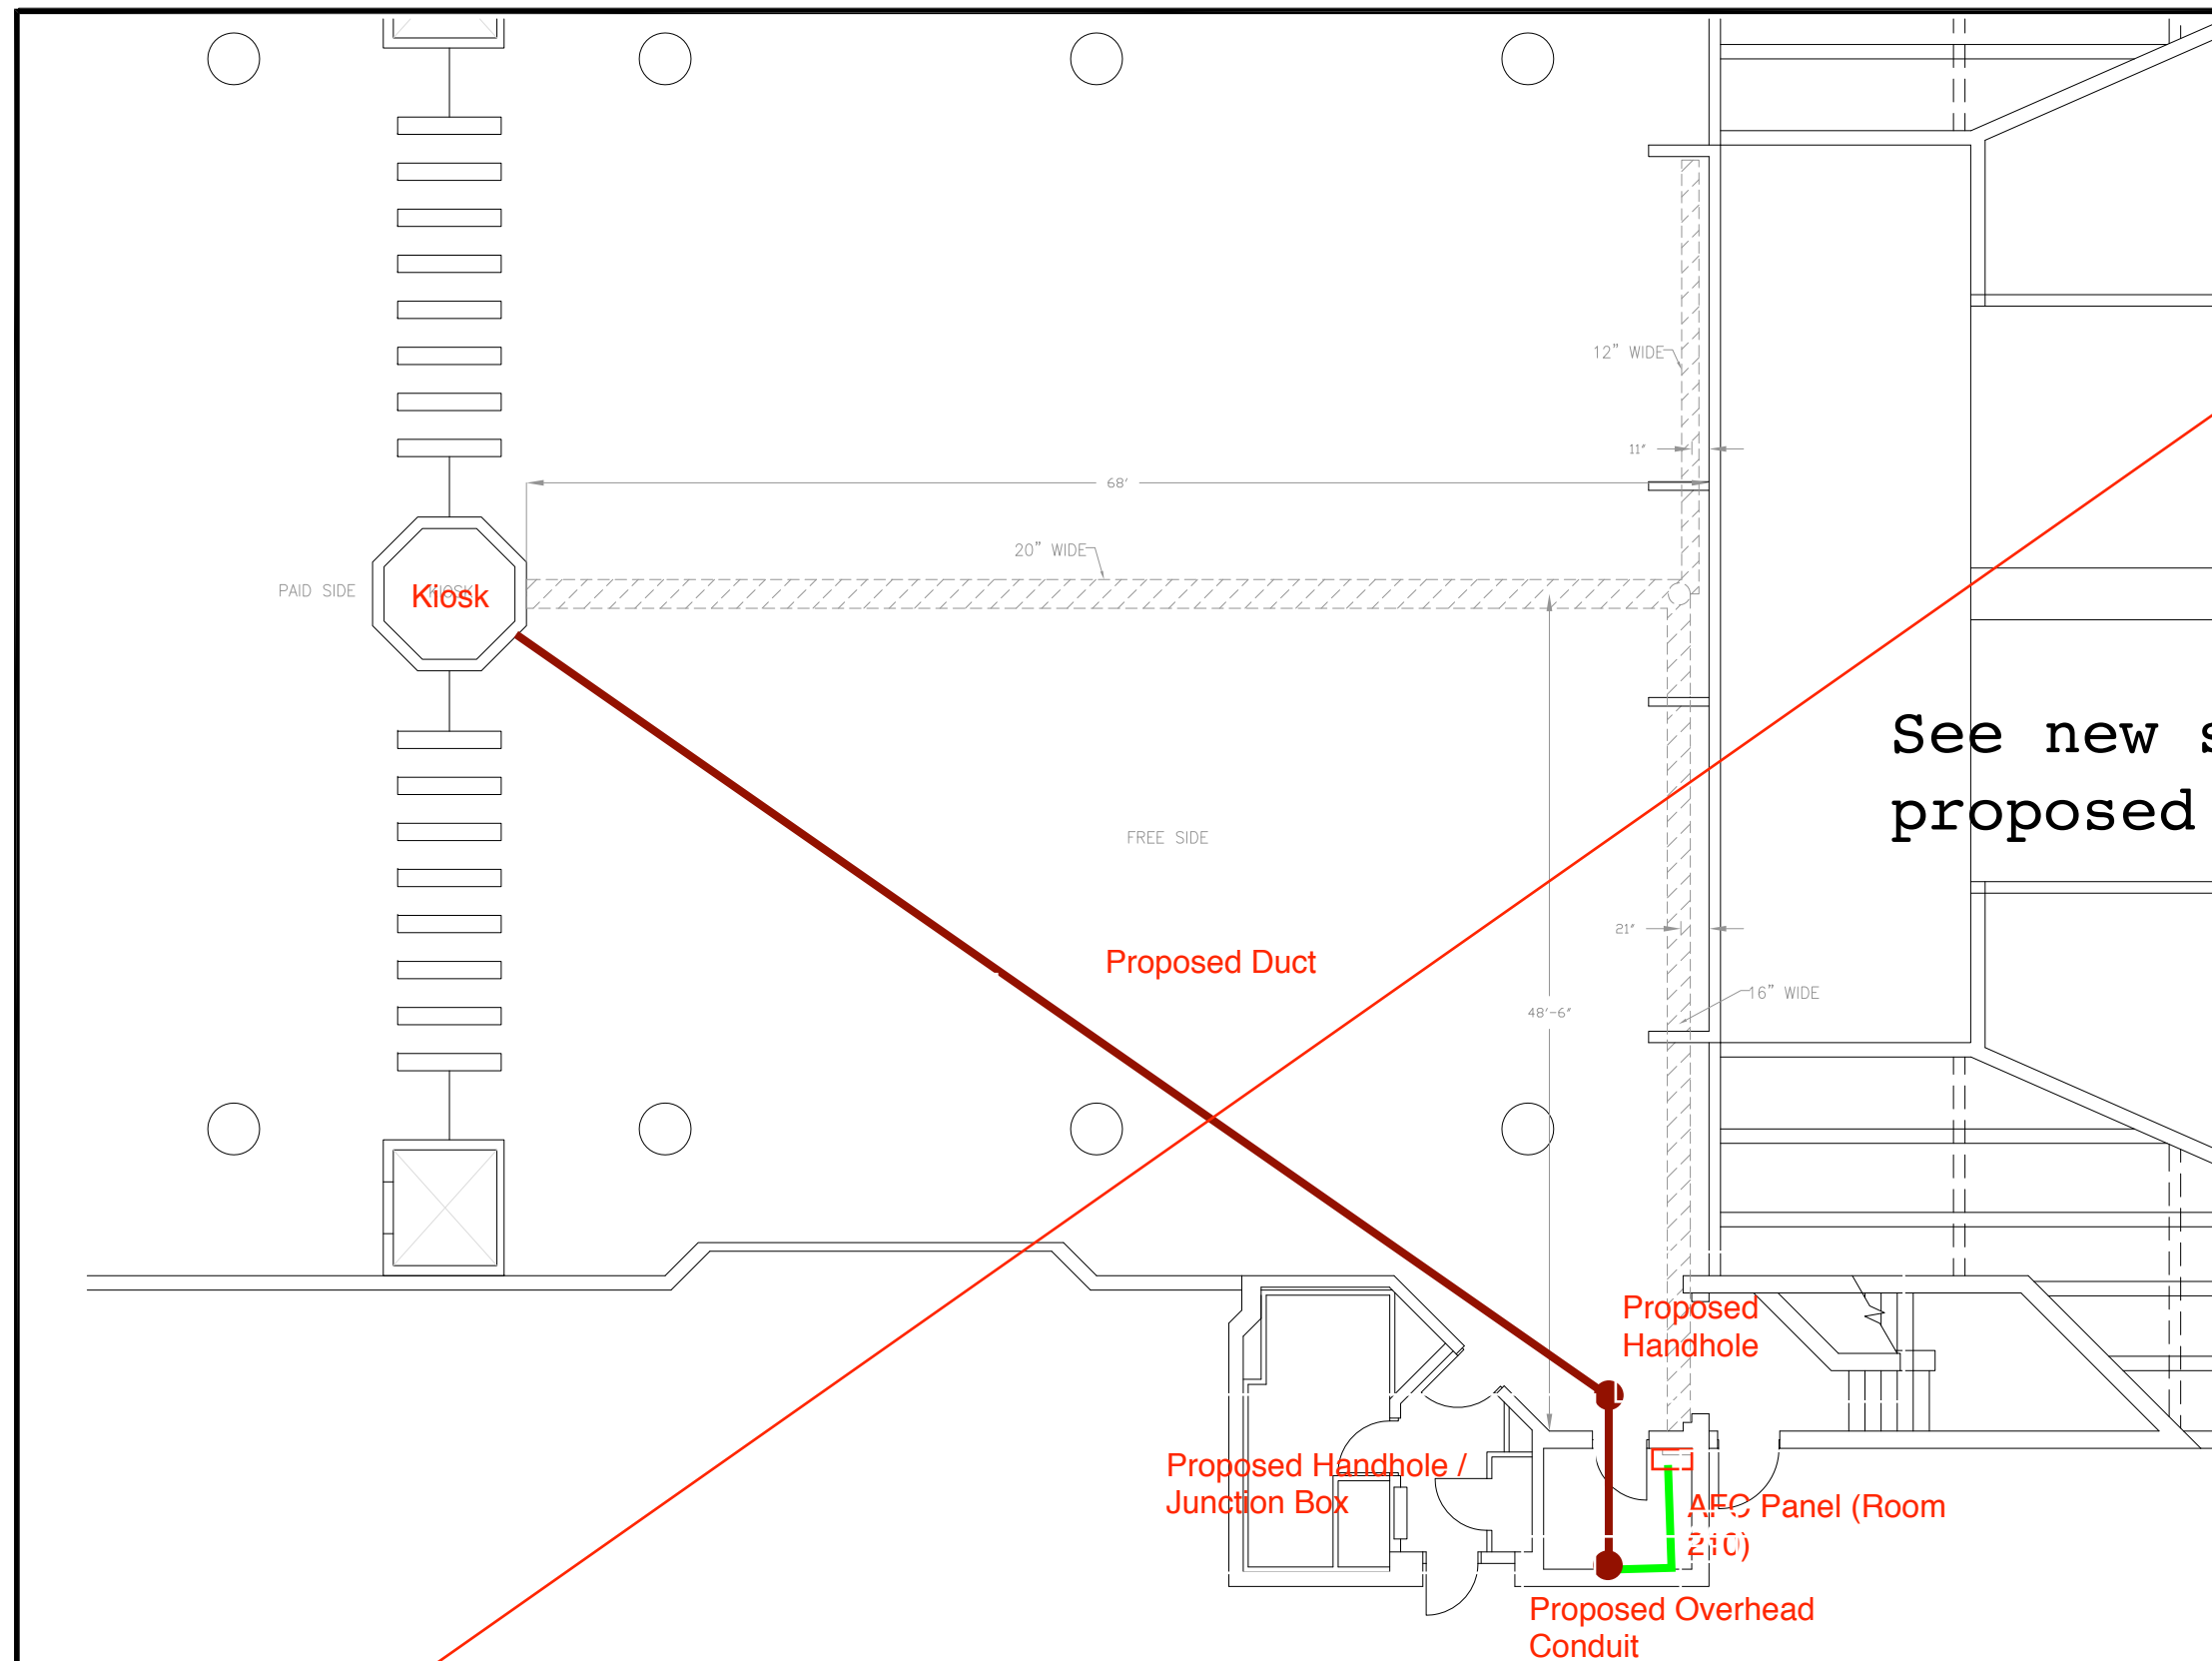 12" WIDE
11"
68'
20" WIDE
PAID SIDE
KIOSK
Kiosk
See new
proposed
FREE SIDE
21"
Proposed Duct
16" WIDE
48'-6"
Proposed
Handhole
Proposed Handhole /
Junction Box
AFC Panel (Room
210)
Proposed Overhead
Conduit